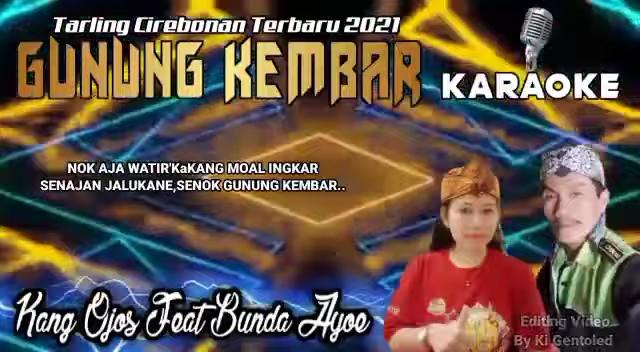 Tarling Cirebonan Terbaru 2021
GUNUNG KEMBAR
KARAOKE
NOK AJA WATIR'KaKANG MOAL INGKAR
SENAJAN JALUKANE,SENOK GUNUNG KEMBAR..
Kang Ojos Feat Bunda Ayoe
Editing Video
By Ki Gentoled